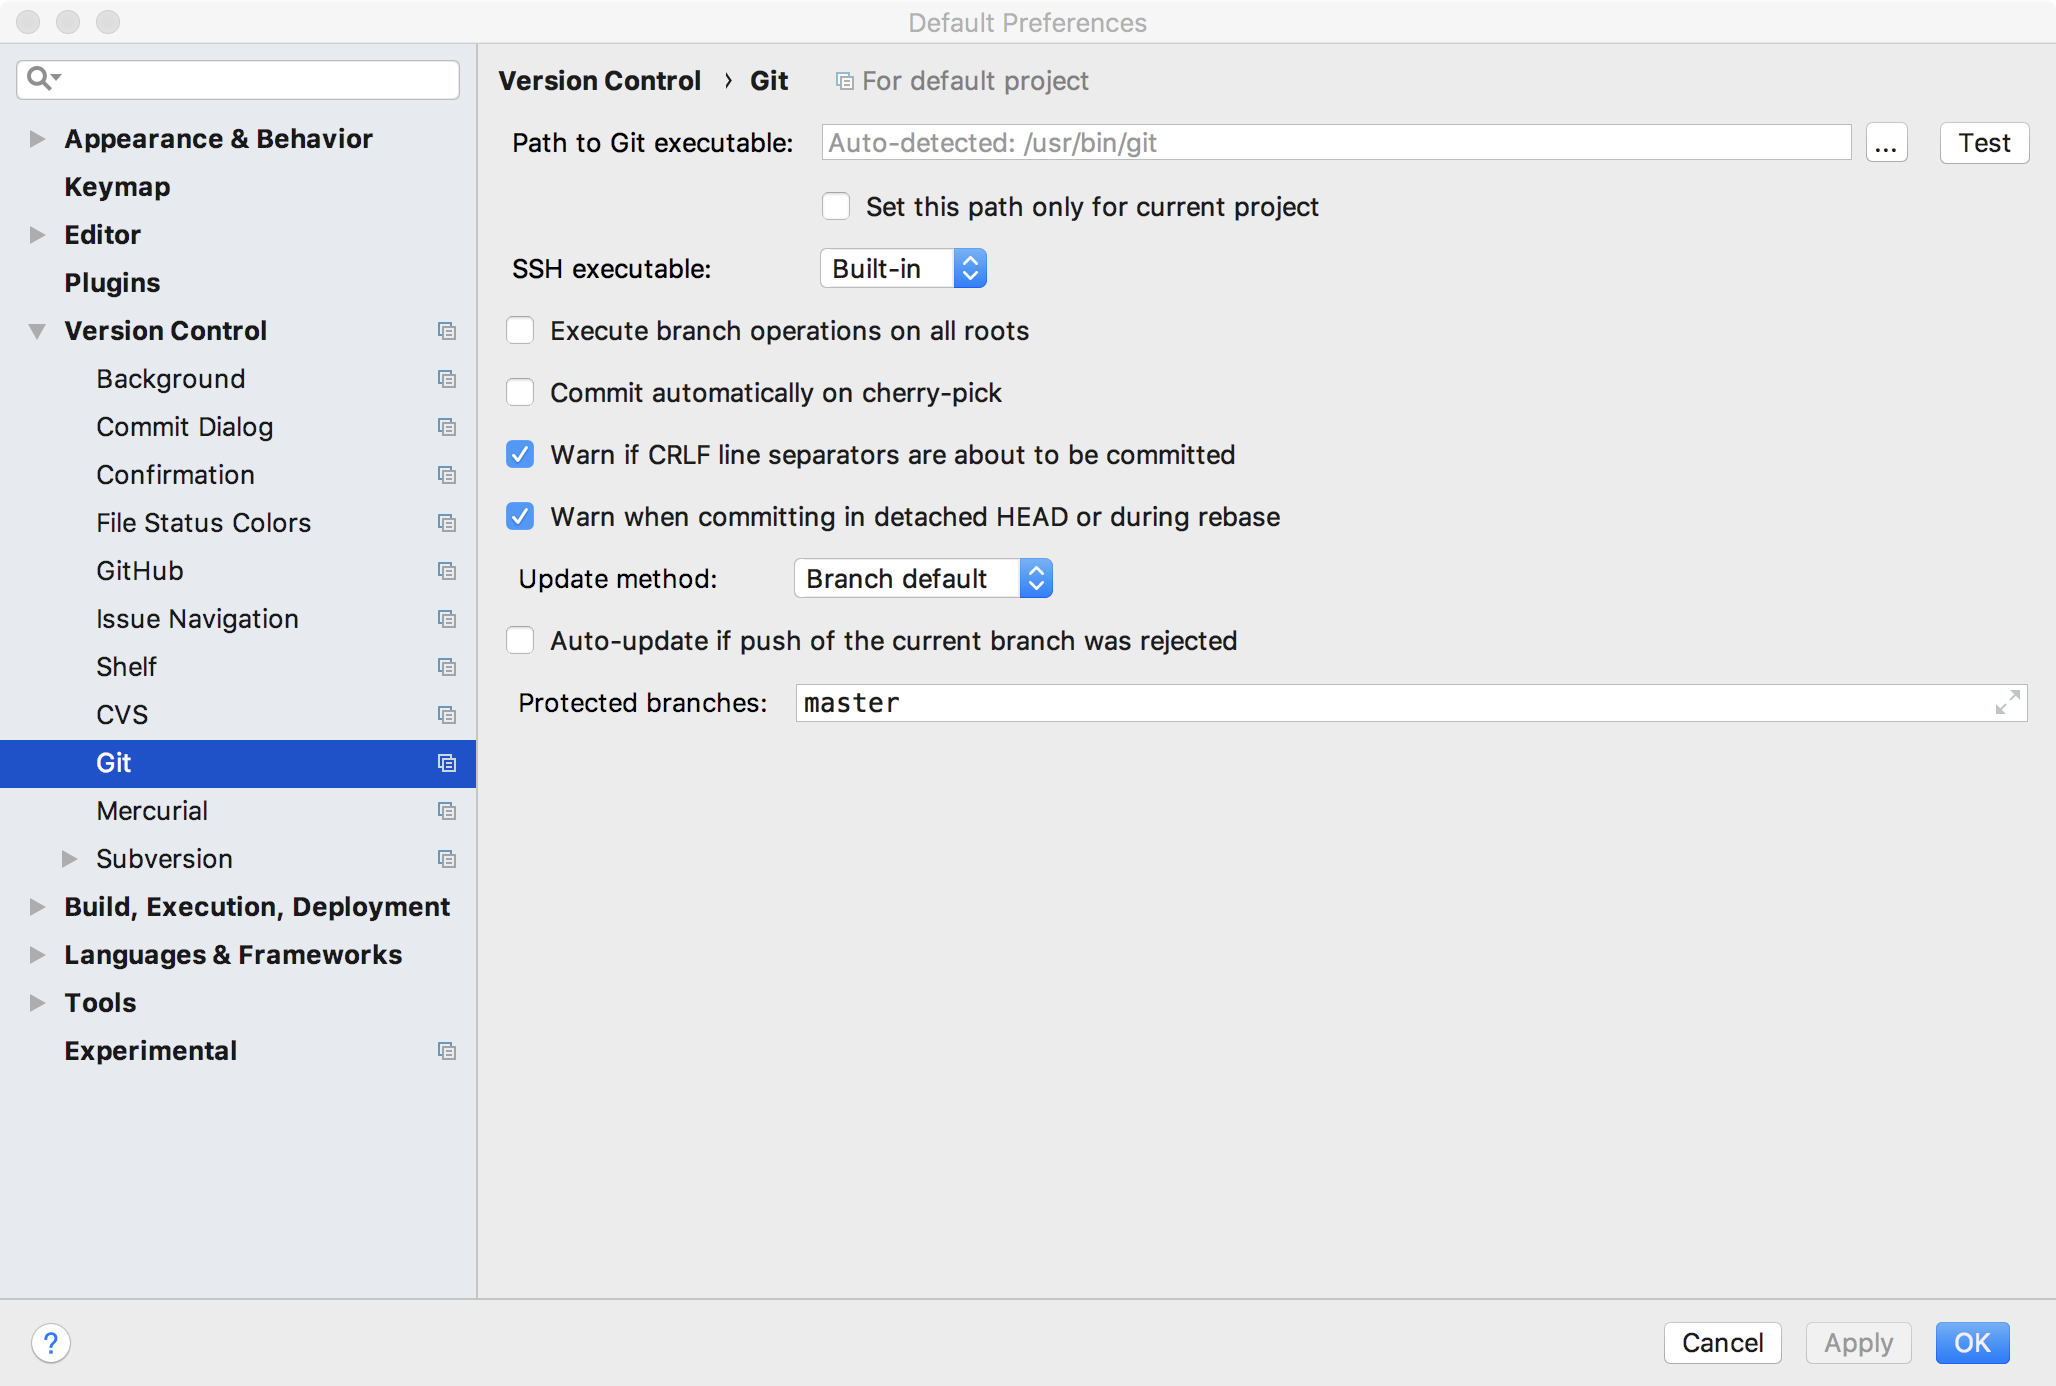 Default Preferences
Appearance & Behavior
Keymap
Editor
Plugins
Version Control
Background
Commit Dialog
Confirmation
File Status Colors
GitHub
Issue Navigation
Shelf
CVS
Git
Mercurial
Subversion
Build, Execution, Deployment
Languages & Frameworks
Tools
Experimental
Version Control › Git For default project
Path to Git executable: Auto-detected: /usr/bin/git ... Test
Set this path only for current project
SSH executable: Built-in
Execute branch operations on all roots
Commit automatically on cherry-pick
Warn if CRLF line separators are about to be committed
Warn when committing in detached HEAD or during rebase
Update method: Branch default
Auto-update if push of the current branch was rejected
Protected branches: master
? Cancel Apply OK